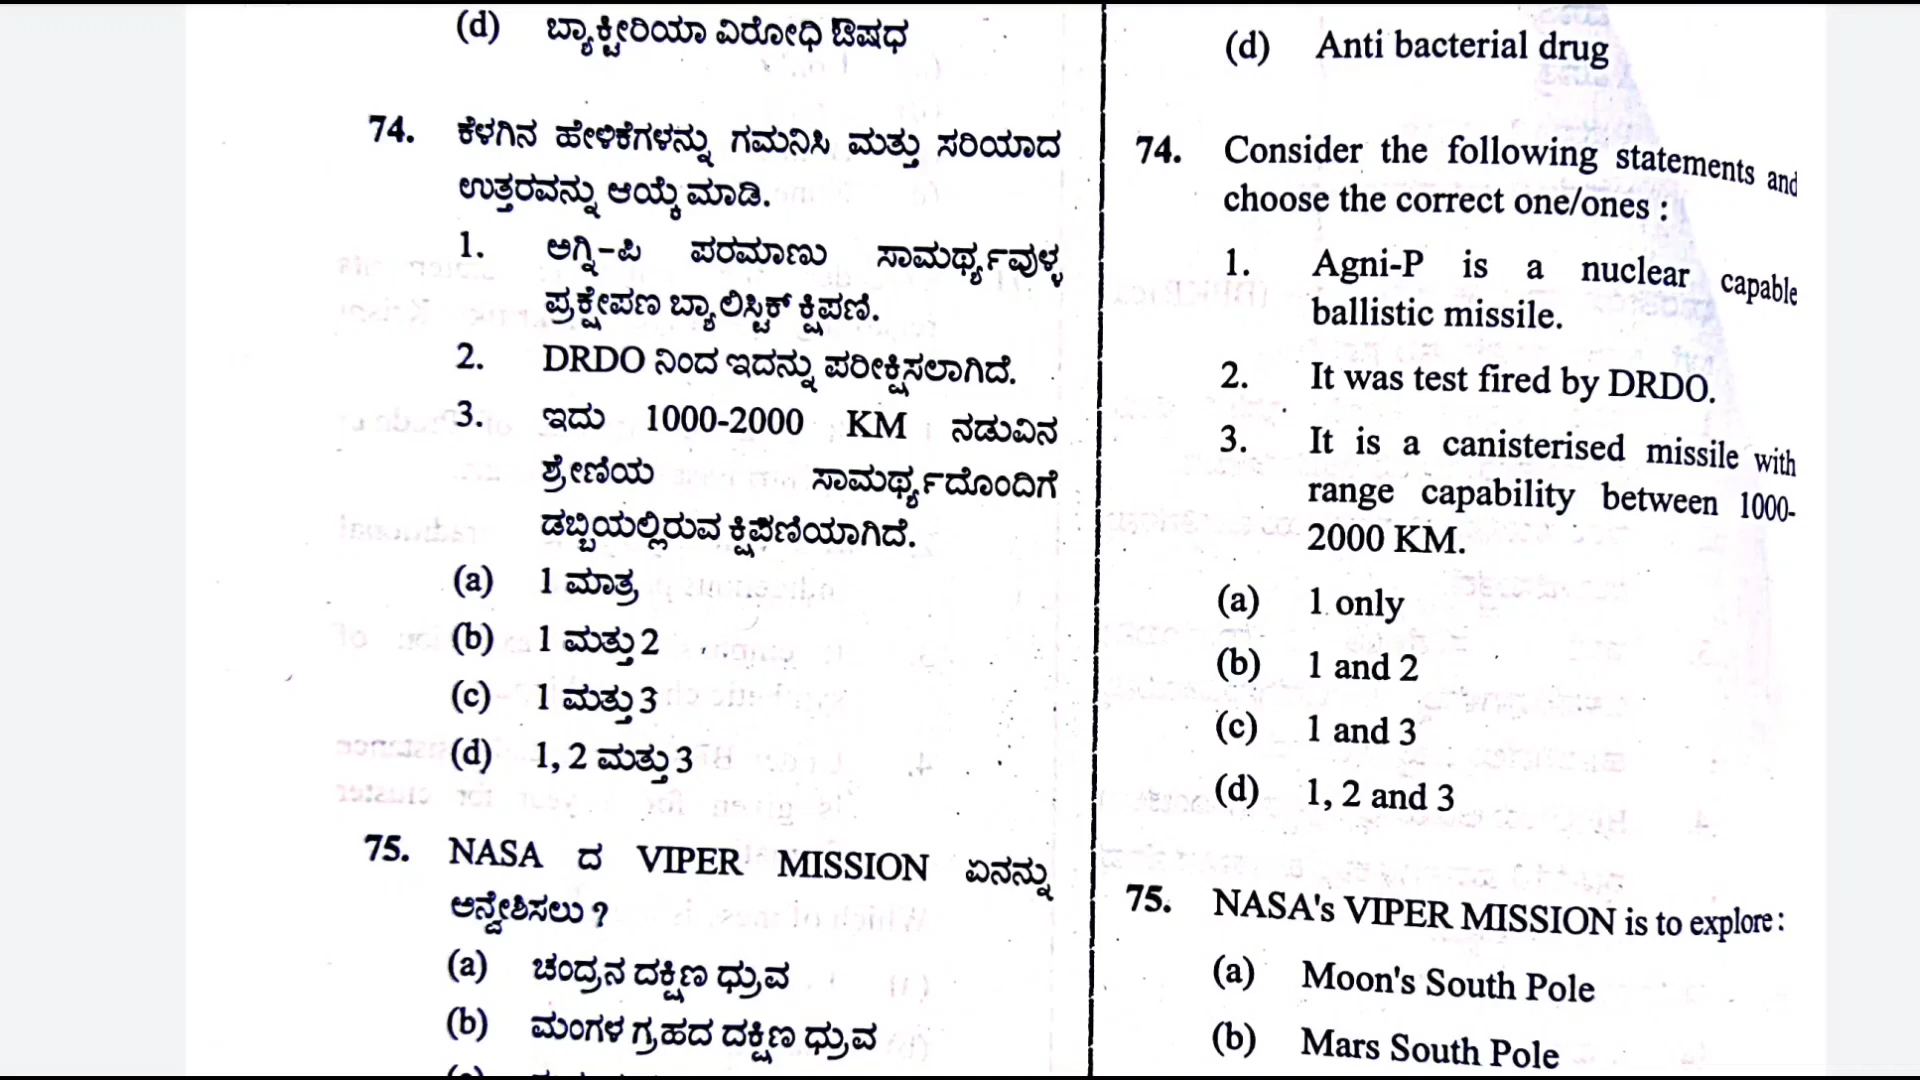 (d) ಬ್ಯಾಕ್ಟೀರಿಯಾ ವಿರೋಧಿ ಔಷಧ
74. ಕೆಳಗಿನ ಹೇಳಿಕೆಗಳನ್ನು ಗಮನಿಸಿ ಮತ್ತು ಸರಿಯಾದ
ಉತ್ತರವನ್ನು ಆಯ್ಕೆ ಮಾಡಿ.
1. ಅಗ್ನಿ-ಪಿ ಪರಮಾಣು ಸಾಮರ್ಥ್ಯವುಳ್ಳ
ಪ್ರಕ್ಷೇಪಣ ಬ್ಯಾಲಿಸ್ಟಿಕ್ ಕ್ಷಿಪಣಿ.
2. DRDO ನಿಂದ ಇದನ್ನು ಪರೀಕ್ಷಿಸಲಾಗಿದೆ.
3. ಇದು 1000-2000 KM ನಡುವಿನ
ಶ್ರೇಣಿಯ ಸಾಮರ್ಥ್ಯದೊಂದಿಗೆ
ಡಬ್ಬಿಯಲ್ಲಿರುವ ಕ್ಷಿಪಣಿಯಾಗಿದೆ.
(a) 1 ಮಾತ್ರ
(b) 1 ಮತ್ತು 2
(c) 1 ಮತ್ತು 3
(d) 1, 2 ಮತ್ತು 3
75. NASA ದ VIPER MISSION ಏನನ್ನು
ಅನ್ವೇಶಿಸಲು ?
(a) ಚಂದ್ರನ ದಕ್ಷಿಣ ಧ್ರುವ
(b) ಮಂಗಳ ಗ್ರಹದ ದಕ್ಷಿಣ ಧ್ರುವ
(d) Anti bacterial drug
74. Consider the following statements and
choose the correct one/ones :
1. Agni-P is a nuclear capable
ballistic missile.
2. It was test fired by DRDO.
3. It is a canisterised missile with
range capability between 1000-
2000 KM.
(a) 1 only
(b) 1 and 2
(c) 1 and 3
(d) 1, 2 and 3
75. NASA's VIPER MISSION is to explore :
(a) Moon's South Pole
(b) Mars South Pole